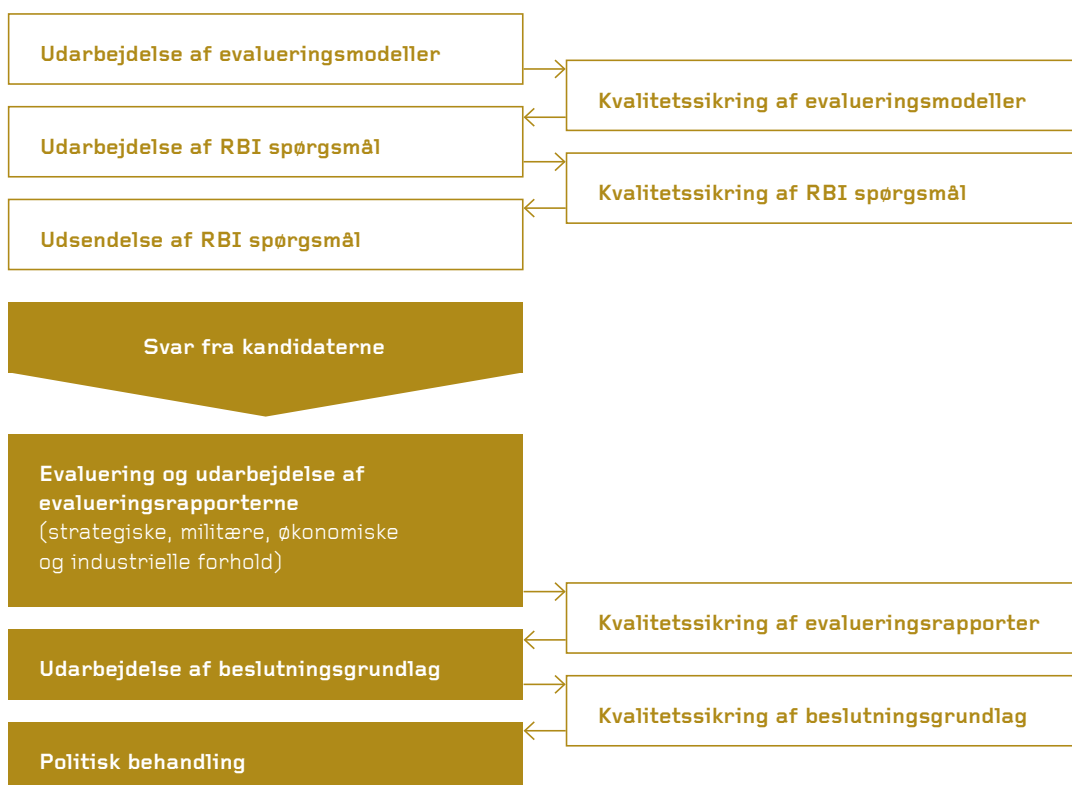 Udarbejdelse af evalueringsmodeller
Kvalitetssikring af evalueringsmodeller
Udarbejdelse af RBI spørgsmål
Kvalitetssikring af RBI spørgsmål
Udsendelse af RBI spørgsmål
Svar fra kandidaterne
Evaluering og udarbejdelse af
evalueringsrapporterne
(strategiske, militære, økonomiske
og industrielle forhold)
Kvalitetssikring af evalueringsrapporter
Udarbejdelse af beslutningsgrundlag
Kvalitetssikring af beslutningsgrundlag
Politisk behandling